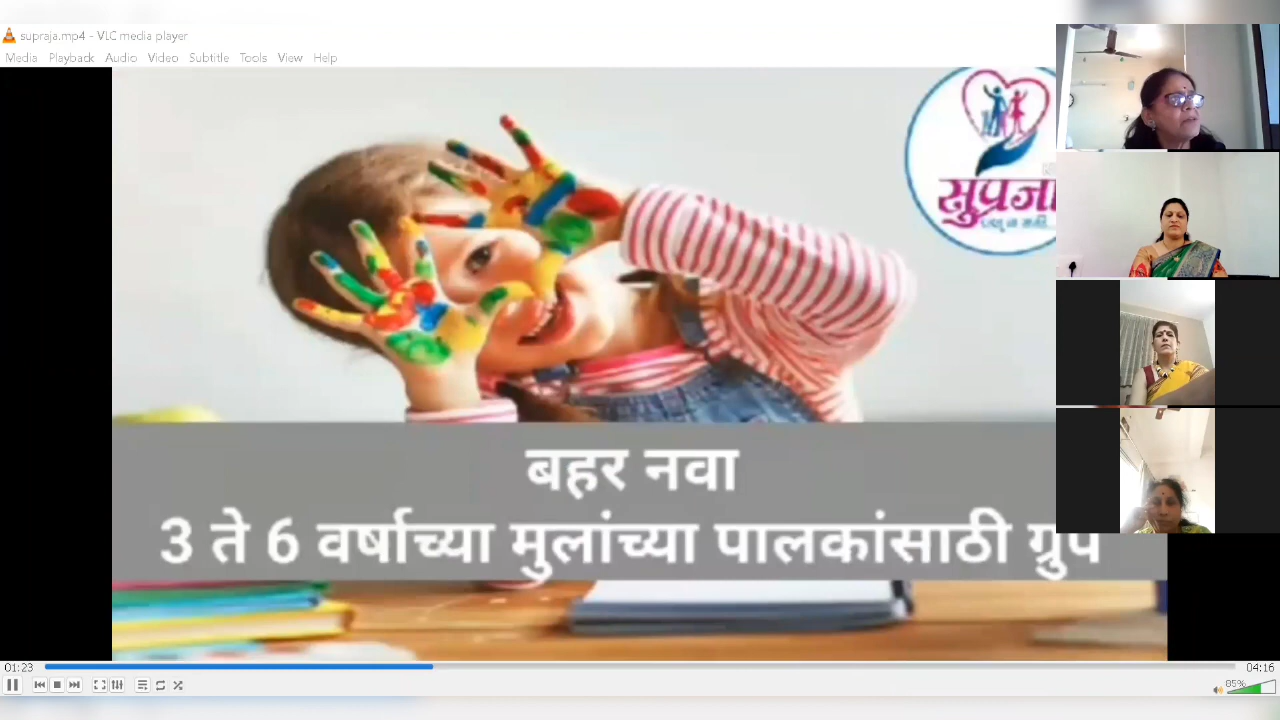 supraja.mp4 - VLC media player
Media Playback Audio Video Subtitle Tools View Help
सुप्रजा
बहर नवा
3 ते 6 वर्षाच्या मुलांच्या पालकांसाठी ग्रुप
01:23
04:16
85%